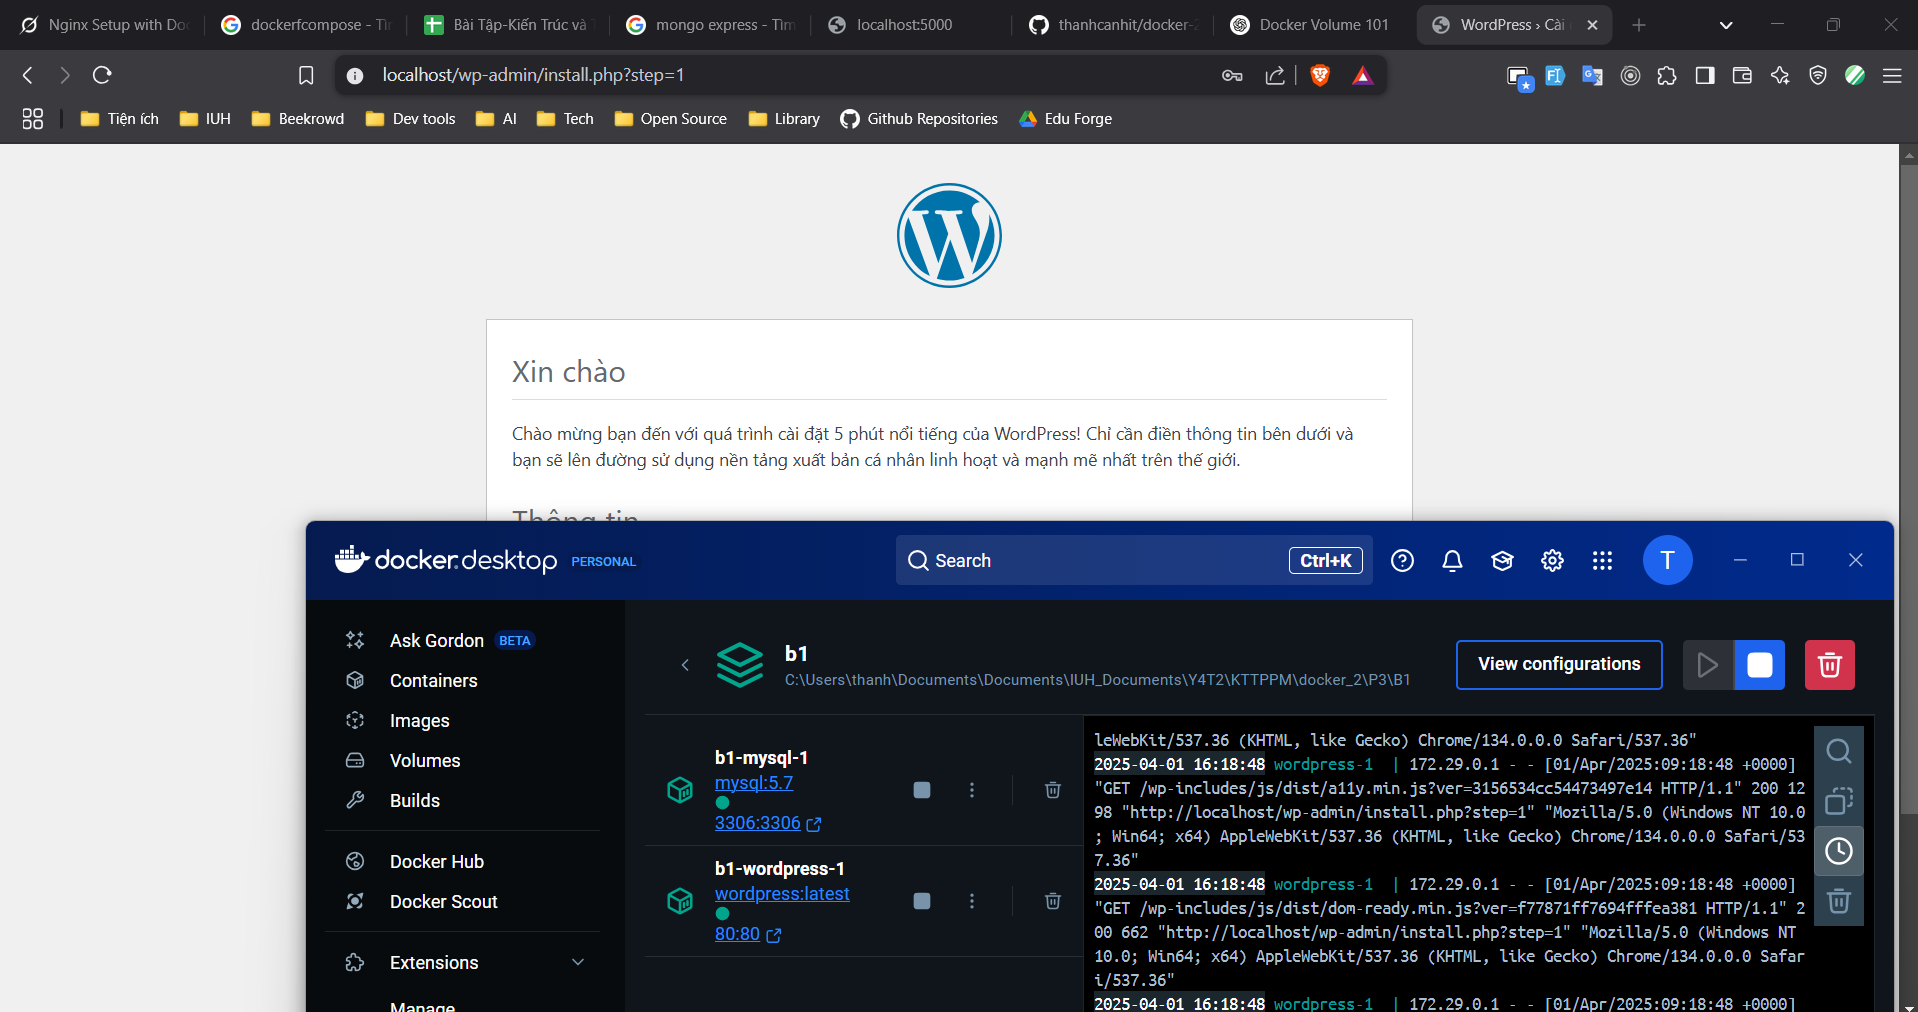 Nginx Setup with Doc
dockerfcompose - Tìn
Bài Tập-Kiến Trúc và T
mongo express - Tìm
localhost:5000
thanhcanhit/docker-2
Docker Volume 101
WordPress › Cài
localhost/wp-admin/install.php?step=1
Tiện ích
IUH
Beekrowd
Dev tools
AI
Tech
Open Source
Library
Github Repositories
Edu Forge
Xin chào
Chào mừng bạn đến với quá trình cài đặt 5 phút nổi tiếng của WordPress! Chỉ cần điền thông tin bên dưới và
bạn sẽ lên đường sử dụng nền tảng xuất bản cá nhân linh hoạt và mạnh mẽ nhất trên thế giới.
Thông tin
docker.desktop PERSONAL
Search
Ctrl+K
T
Ask Gordon BETA
Containers
Images
Volumes
Builds
Docker Hub
Docker Scout
Extensions
Manage
b1
C:\Users\thanh\Documents\Documents\IUH_Documents\Y4T2\KTTPPM\docker_2\P3\B1
View configurations
b1-mysql-1
mysql:5.7
3306:3306
b1-wordpress-1
wordpress:latest
80:80
leWebKit/537.36 (KHTML, like Gecko) Chrome/134.0.0.0 Safari/537.36"
2025-04-01 16:18:48 wordpress-1 | 172.29.0.1 - - [01/Apr/2025:09:18:48 +0000]
"GET /wp-includes/js/dist/a11y.min.js?ver=3156534cc54473497e14 HTTP/1.1" 200 12
98 "http://localhost/wp-admin/install.php?step=1" "Mozilla/5.0 (Windows NT 10.0
; Win64; x64) AppleWebKit/537.36 (KHTML, like Gecko) Chrome/134.0.0.0 Safari/53
7.36"
2025-04-01 16:18:48 wordpress-1 | 172.29.0.1 - - [01/Apr/2025:09:18:48 +0000]
"GET /wp-includes/js/dist/dom-ready.min.js?ver=f77871ff7694fffea381 HTTP/1.1" 2
00 662 "http://localhost/wp-admin/install.php?step=1" "Mozilla/5.0 (Windows NT
10.0; Win64; x64) AppleWebKit/537.36 (KHTML, like Gecko) Chrome/134.0.0.0 Safar
i/537.36"
2025-04-01 16:18:48 wordpress-1 | 172.29.0.1 - - [01/Apr/2025:09:18:48 +0000]